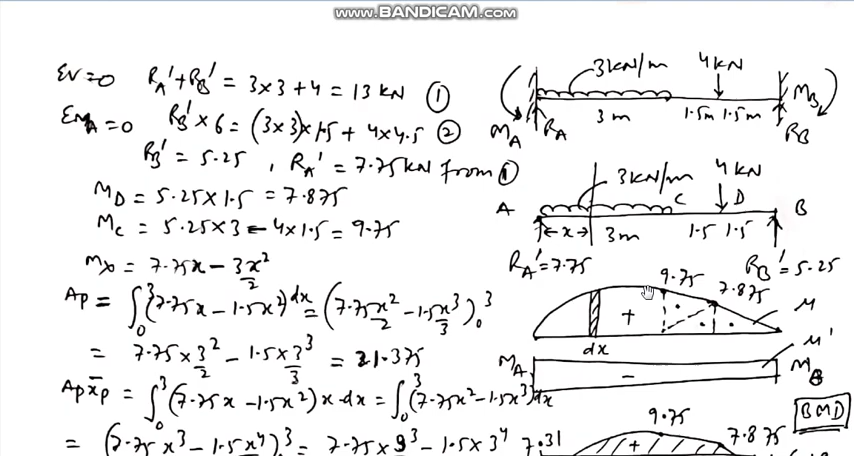 www.BANDICAM.com
Σv=0 RA' + RB' = 3×3+4 = 13 kN ①
ΣMA=0 RB'×6 = (3×3)×1.5 + 4×4.5 ②
RB' = 5.25 , RA' = 7.75 kN from ①
MD = 5.25×1.5 = 7.875
MC = 5.25×3 - 4×1.5 = 9.75
Mx = 7.75x - 3x²/2
Ap = ∫₀³(7.75x - 1.5x²)dx = (7.75x²/2 - 1.5x³/3)₀³
= 7.75×3²/2 - 1.5×3³/3 = 21.375
Ap x̄p = ∫₀³(7.75x - 1.5x²)x.dx = ∫₀³(7.75x² - 1.5x³)dx
= (7.75x³ - 1.5x⁴)³ = 7.75×3³ - 1.5×3⁴
3kN/m 4kN
MA RA 3m 1.5m 1.5m RB MB
3kN/m 4kN
A C D B
x 3m 1.5 1.5
RA'=7.75 RB'=5.25
9.75 7.875
+ M
dx
MA - MB M'
BMD
9.75
7.31 + 7.875